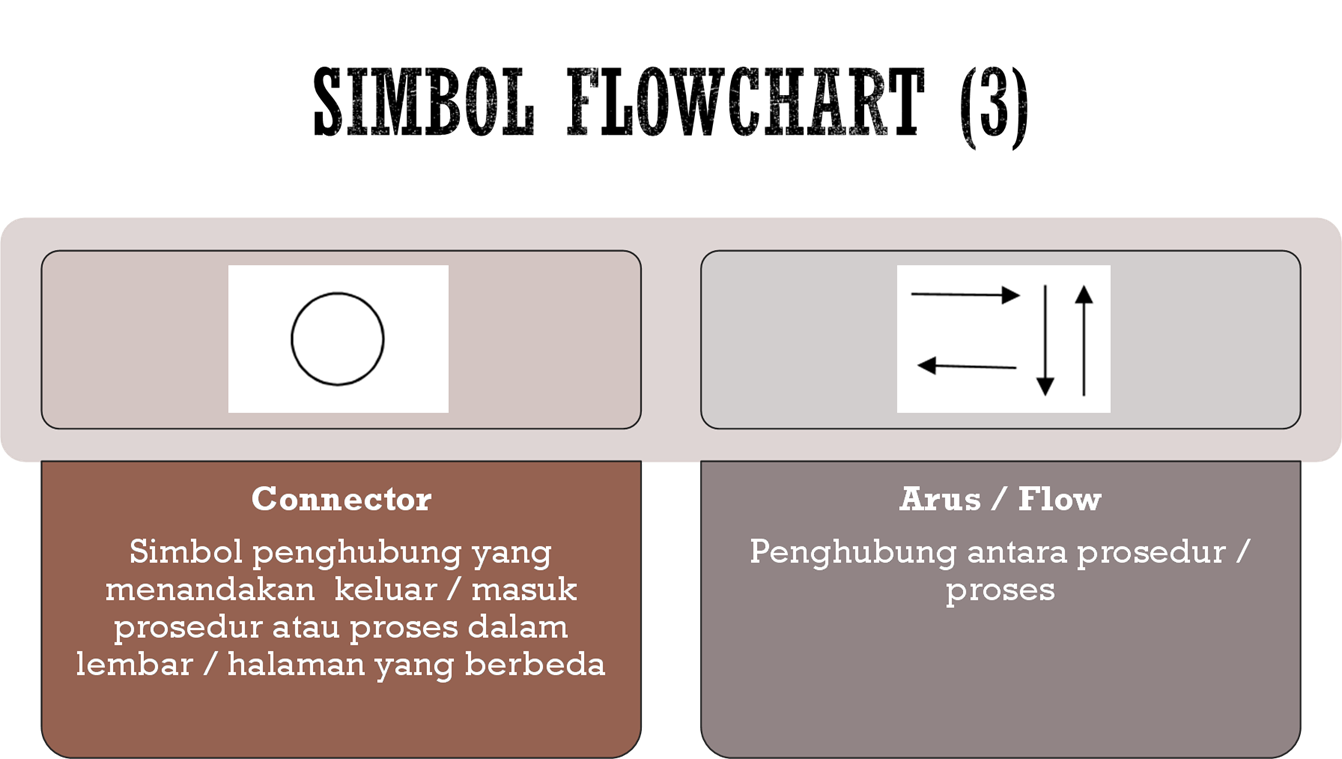 SIMBOL FLOWCHART (3)
Connector
Simbol penghubung yang
menandakan  keluar / masuk
prosedur atau proses dalam
lembar / halaman yang berbeda
Arus / Flow
Penghubung antara prosedur /
proses